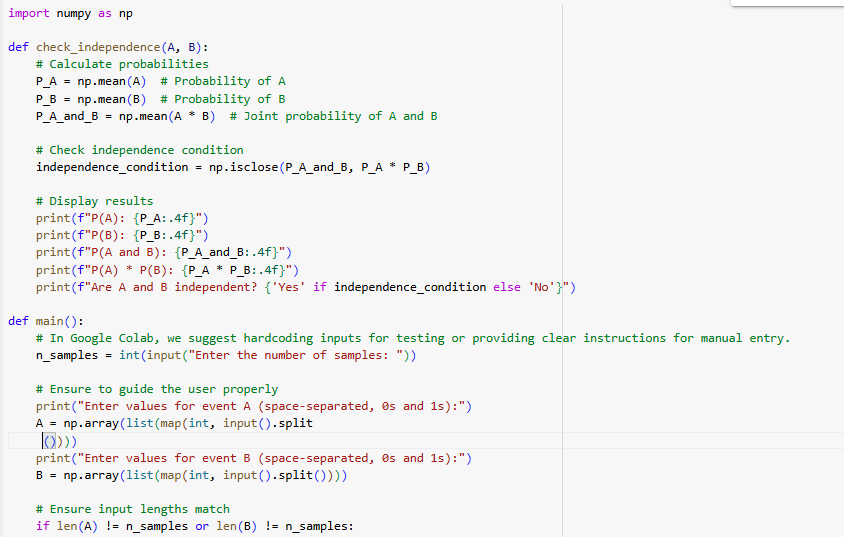 import numpy as np
def check_independence(A, B):
# Calculate probabilities
P_A = np.mean(A)  # Probability of A
P_B = np.mean(B)  # Probability of B
P_A_and_B = np.mean(A * B)  # Joint probability of A and B
# Check independence condition
independence_condition = np.isclose(P_A_and_B, P_A * P_B)
# Display results
print(f"P(A): {P_A:.4f}")
print(f"P(B): {P_B:.4f}")
print(f"P(A and B): {P_A_and_B:.4f}")
print(f"P(A) * P(B): {P_A * P_B:.4f}")
print(f"Are A and B independent? {'Yes' if independence_condition else 'No'}")
def main():
# In Google Colab, we suggest hardcoding inputs for testing or providing clear instructions for manual entry.
n_samples = int(input("Enter the number of samples: "))
# Ensure to guide the user properly
print("Enter values for event A (space-separated, 0s and 1s):")
A = np.array(list(map(int, input().split
())))
print("Enter values for event B (space-separated, 0s and 1s):")
B = np.array(list(map(int, input().split())))
# Ensure input lengths match
if len(A) != n_samples or len(B) != n_samples: